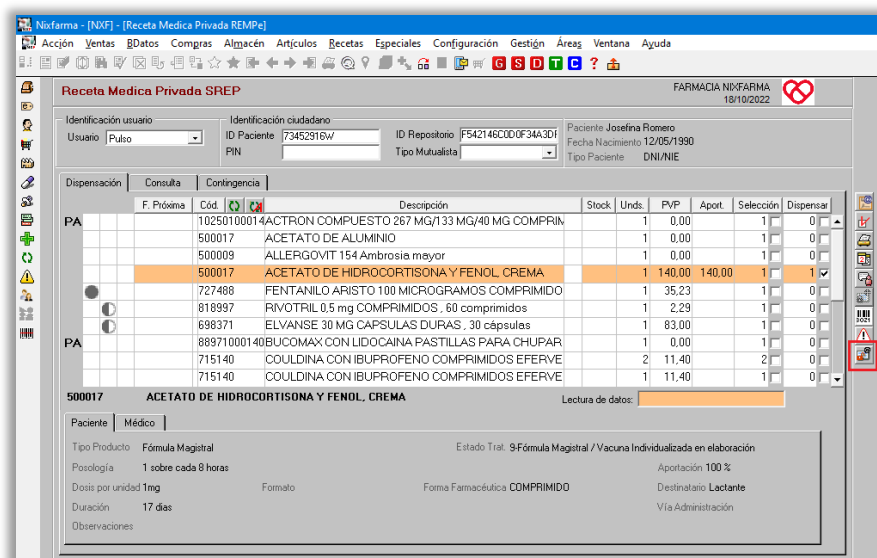 Nixfarma - [NXF] - [Receta Medica Privada REMPe]
Acción Ventas BDatos Compras Almacén Artículos Recetas Especiales Configuración Gestión Áreas Ventana Ayuda
G S D T C ?
Receta Medica Privada SREP
FARMACIA NIXFARMA
18/10/2022
Identificación usuario
Identificación ciudadano
Usuario Pulso
ID Paciente 73452916W
ID Repositorio F542146C0D0F34A3DF
Paciente Josefina Romero
Fecha Nacimiento 12/05/1990
PIN
Tipo Mutualista
Tipo Paciente DNI/NIE
Dispensación Consulta Contingencia
F. Próxima Cód. Descripción Stock Unds. PVP Aport. Selección Dispensar
PA 10250100014 ACTRON COMPUESTO 267 MG/133 MG/40 MG COMPRIM 1 0,00 1 0
500017 ACETATO DE ALUMINIO 1 0,00 1 0
500009 ALLERGOVIT 154 Ambrosia mayor 1 0,00 1 0
500017 ACETATO DE HIDROCORTISONA Y FENOL, CREMA 1 140,00 140,00 1 1
727488 FENTANILO ARISTO 100 MICROGRAMOS COMPRIMIDO 1 35,23 1 0
818997 RIVOTRIL 0,5 mg COMPRIMIDOS , 60 comprimidos 1 2,29 1 0
698371 ELVANSE 30 MG CAPSULAS DURAS , 30 cápsulas 1 83,00 1 0
PA 88971000140 BUCOMAX CON LIDOCAINA PASTILLAS PARA CHUPAR 1 0,00 1 0
715140 COULDINA CON IBUPROFENO COMPRIMIDOS EFERVE 2 11,40 2 0
715140 COULDINA CON IBUPROFENO COMPRIMIDOS EFERVE 1 11,40 1 0
500017 ACETATO DE HIDROCORTISONA Y FENOL, CREMA
Lectura de datos:
Paciente Médico
Tipo Producto Fórmula Magistral
Estado Trat. 9-Fórmula Magistral / Vacuna Individualizada en elaboración
Posología 1 sobre cada 8 horas
Aportación 100 %
Dosis por unidad 1mg
Formato
Forma Farmacéutica COMPRIMIDO
Destinatario Lactante
Duración 17 dias
Vía Administración
Observaciones